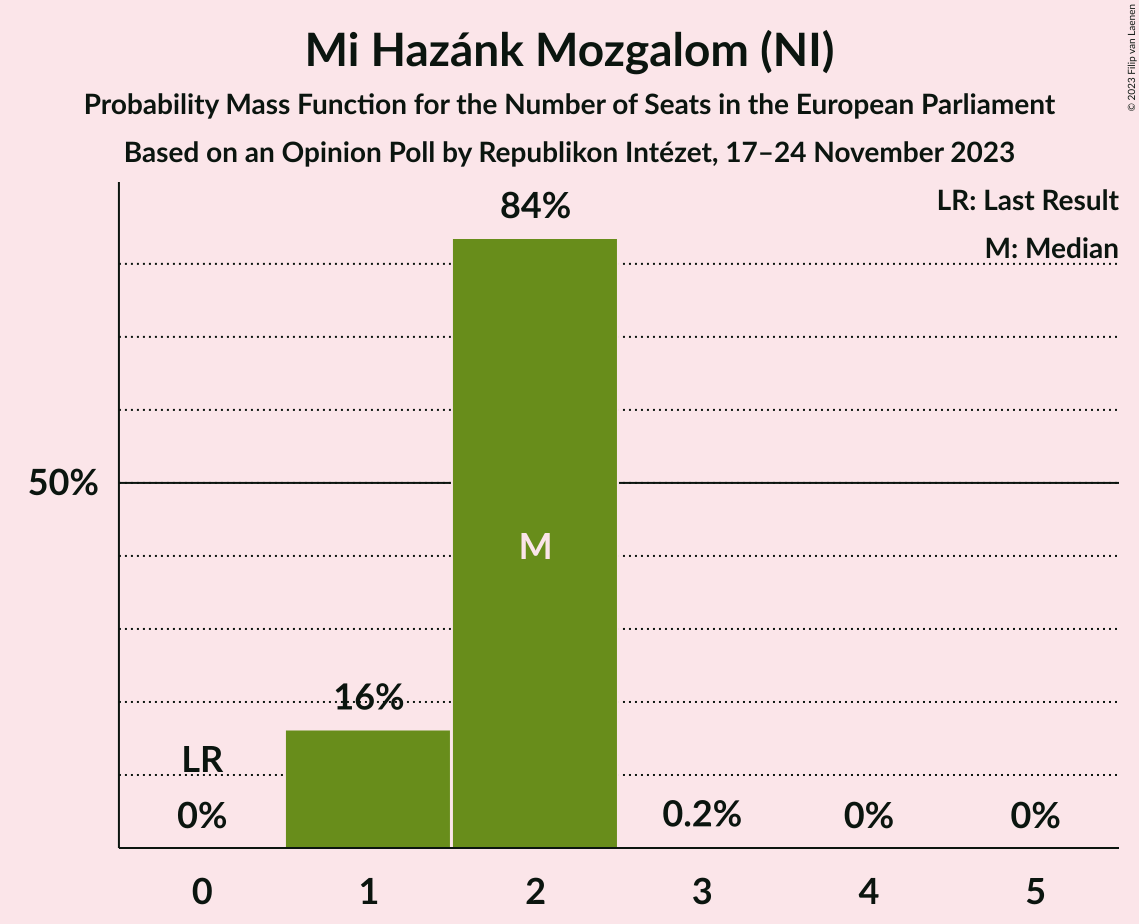 Mi Hazánk Mozgalom (NI)
Probability Mass Function for the Number of Seats in the European Parliament
Based on an Opinion Poll by Republikon Intézet, 17–24 November 2023
© 2023 Filip van Laenen
LR: Last Result
M: Median
84%
50%
M
16%
LR
0%
0.2%
0%
0%
0 1 2 3 4 5